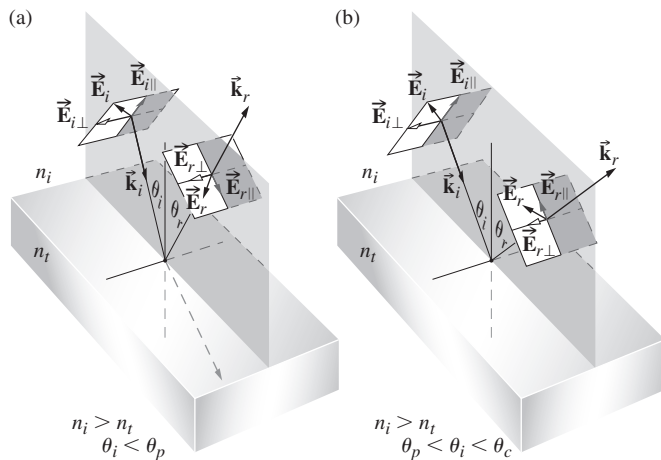 (a)
E⃗i
E⃗i||
E⃗i⊥
k⃗r
E⃗r⊥
ni
k⃗i
θi
θr
E⃗r
E⃗r||
nt
ni > nt
θi < θp
(b)
E⃗i
E⃗i||
E⃗i⊥
k⃗r
ni
k⃗i
E⃗r
E⃗r||
θi
θr
E⃗r⊥
nt
ni > nt
θp < θi < θc